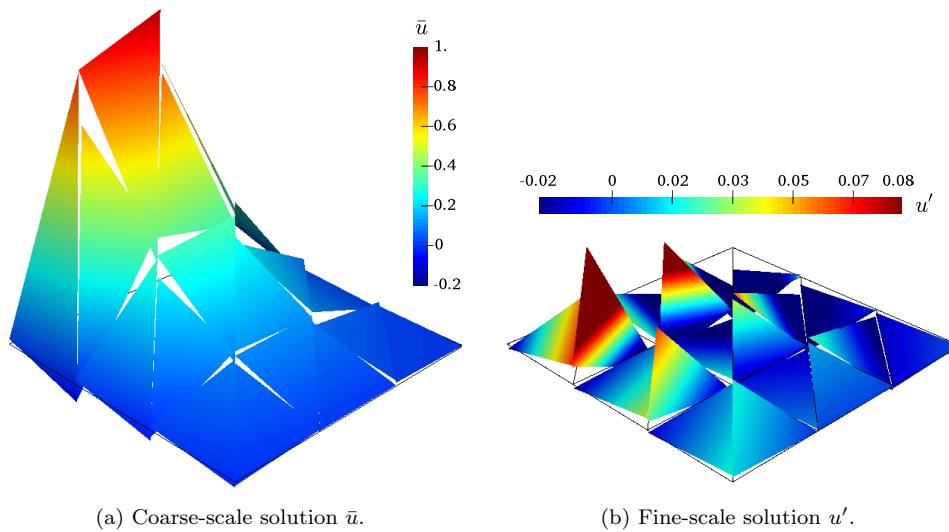 ū
1.
0.8
0.6
0.4
0.2
0
-0.2
-0.02 0 0.02 0.03 0.05 0.07 0.08
u′
(a) Coarse-scale solution ū.
(b) Fine-scale solution u′.